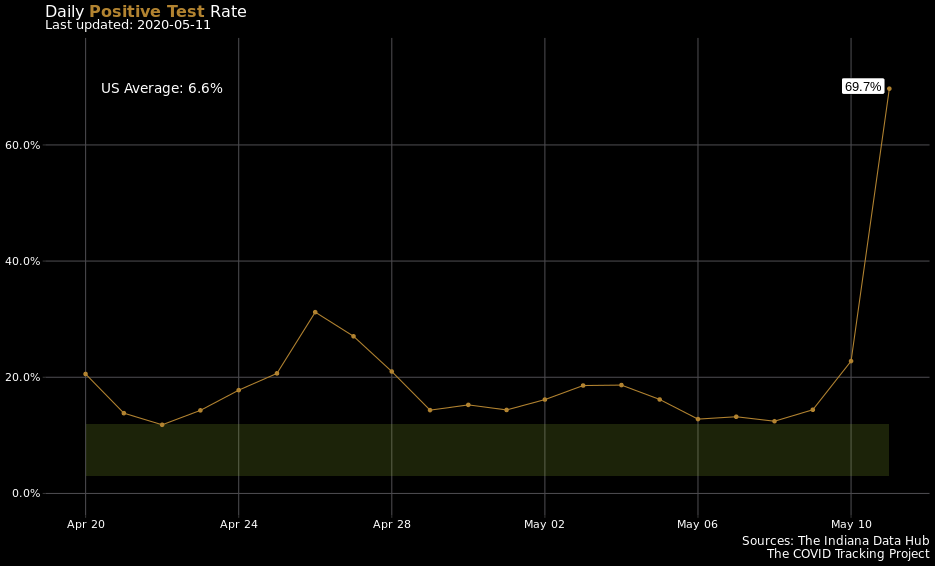 Daily Positive Test Rate
Last updated: 2020-05-11
US Average: 6.6%
69.7%
60.0%
40.0%
20.0%
0.0%
Apr 20 Apr 24 Apr 28 May 02 May 06 May 10
Sources: The Indiana Data Hub
The COVID Tracking Project